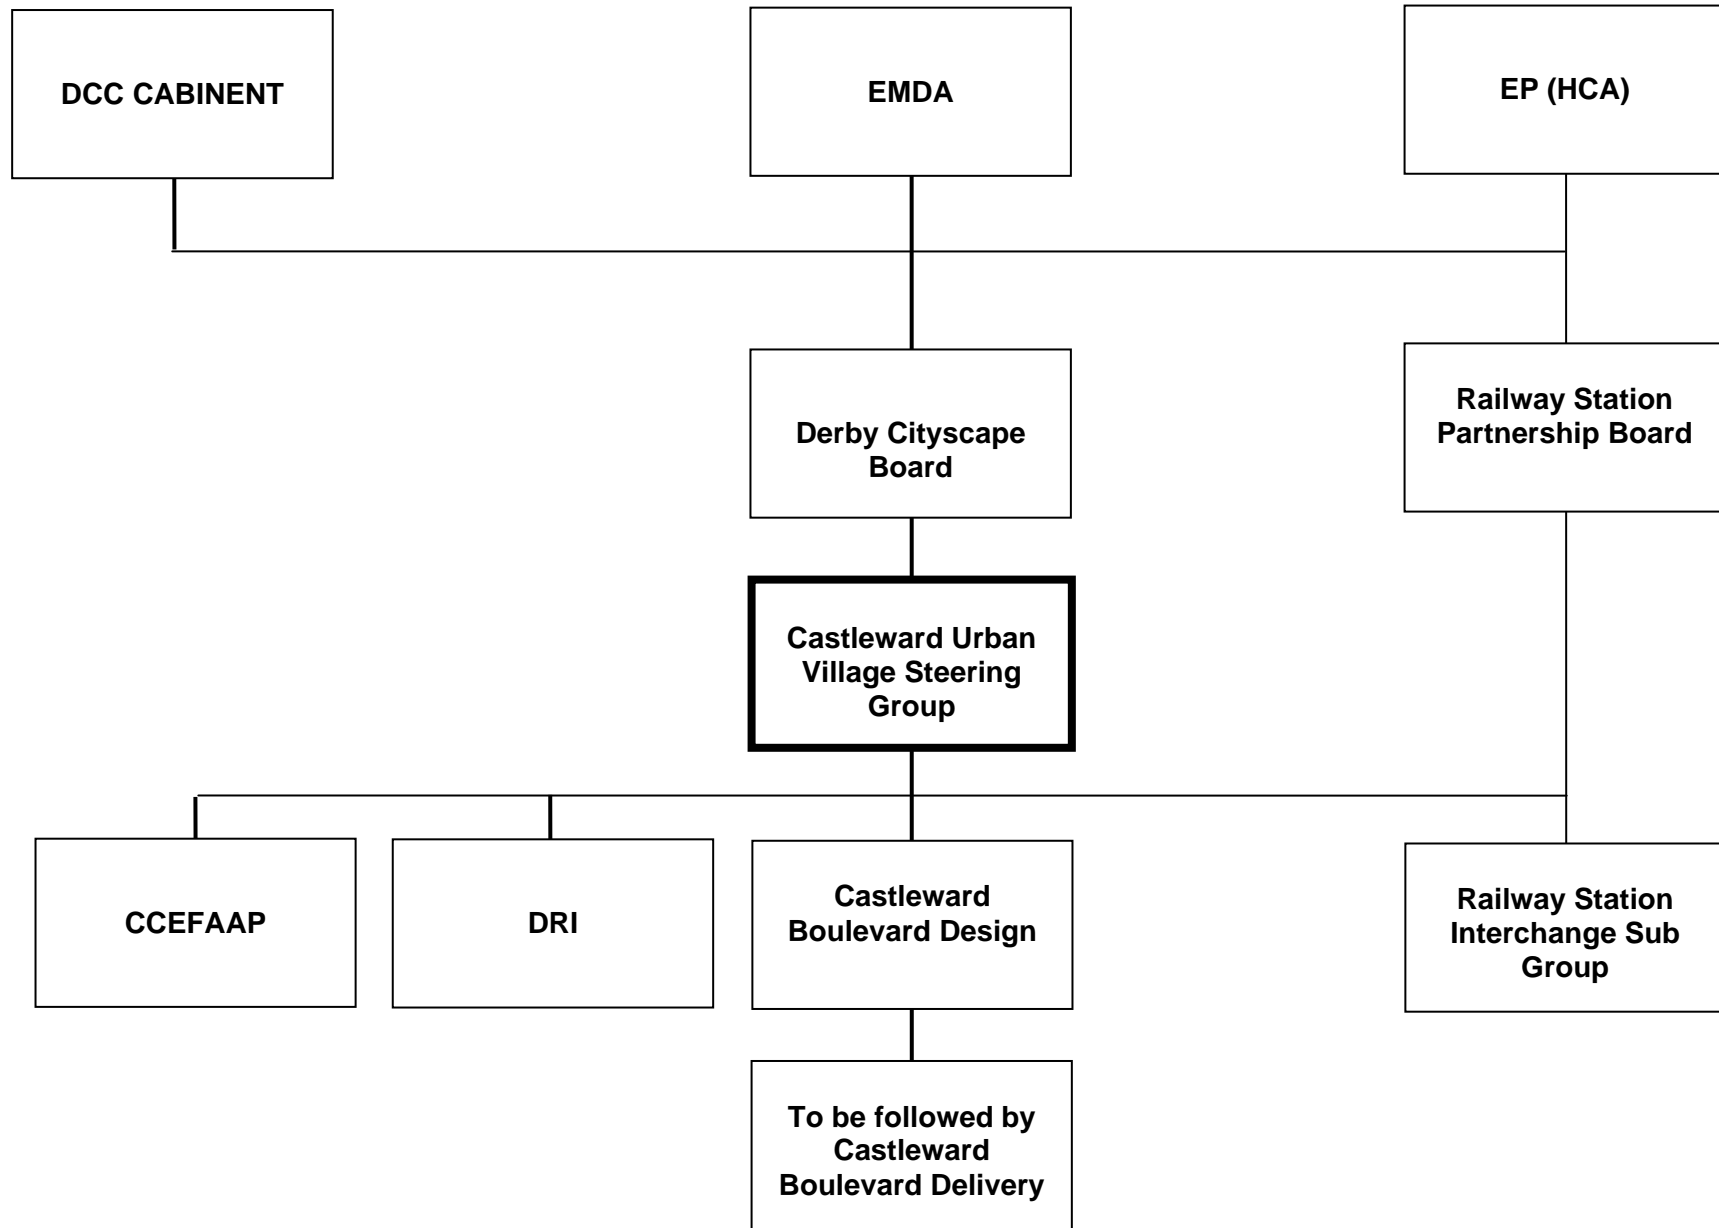 DCC CABINENT
EMDA
EP (HCA)
Derby Cityscape
Board
Railway Station
Partnership Board
Castleward Urban
Village Steering
Group
CCEFAAP
DRI
Castleward
Boulevard Design
Railway Station
Interchange Sub
Group
To be followed by
Castleward
Boulevard Delivery